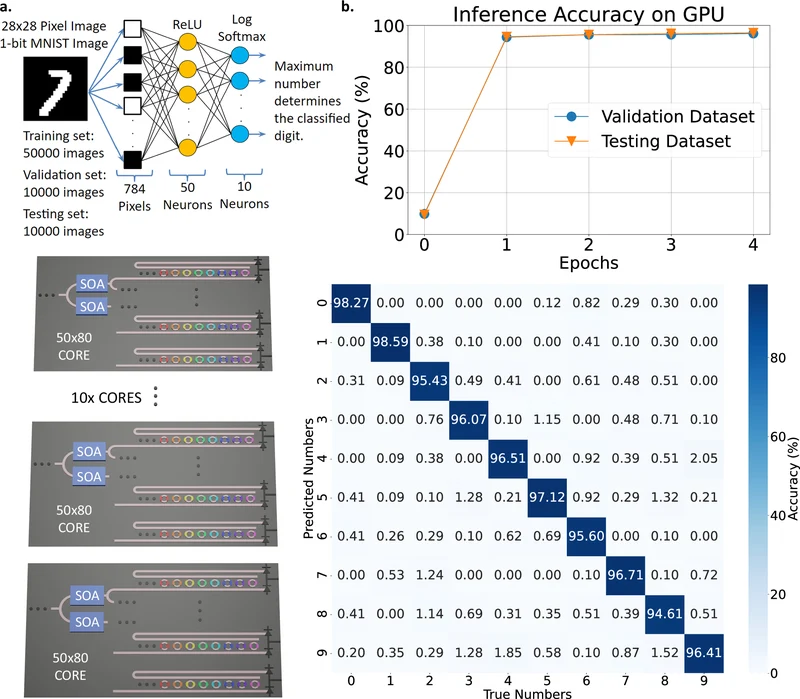 a.
28x28 Pixel Image
1-bit MNIST Image
ReLU
Log
Softmax
Maximum
number
determines
the classified
digit.
Training set:
50000 images
Validation set:
10000 images
Testing set:
10000 images
784
Pixels
50
Neurons
10
Neurons
SOA
SOA
50x80
CORE
10x CORES
SOA
SOA
50x80
CORE
SOA
SOA
50x80
CORE
b.
Inference Accuracy on GPU
Accuracy (%)
100
80
60
40
20
0
Validation Dataset
Testing Dataset
0 1 2 3 4
Epochs
Predicted Numbers
0 98.27 0.00 0.00 0.00 0.00 0.12 0.82 0.29 0.30 0.00
1 0.00 98.59 0.38 0.10 0.00 0.00 0.41 0.10 0.30 0.00
2 0.31 0.09 95.43 0.49 0.41 0.00 0.61 0.48 0.51 0.00
3 0.00 0.00 0.76 96.07 0.10 1.15 0.00 0.48 0.71 0.10
4 0.00 0.09 0.38 0.00 96.51 0.00 0.92 0.39 0.51 2.05
5 0.41 0.09 0.10 1.28 0.21 97.12 0.92 0.29 1.32 0.21
6 0.41 0.26 0.29 0.10 0.62 0.69 95.60 0.00 0.10 0.00
7 0.00 0.53 1.24 0.00 0.00 0.00 0.10 96.71 0.10 0.72
8 0.41 0.00 1.14 0.69 0.31 0.35 0.51 0.39 94.61 0.51
9 0.20 0.35 0.29 1.28 1.85 0.58 0.10 0.87 1.52 96.41
0 1 2 3 4 5 6 7 8 9
True Numbers
80
60
40
20
0
Accuracy (%)